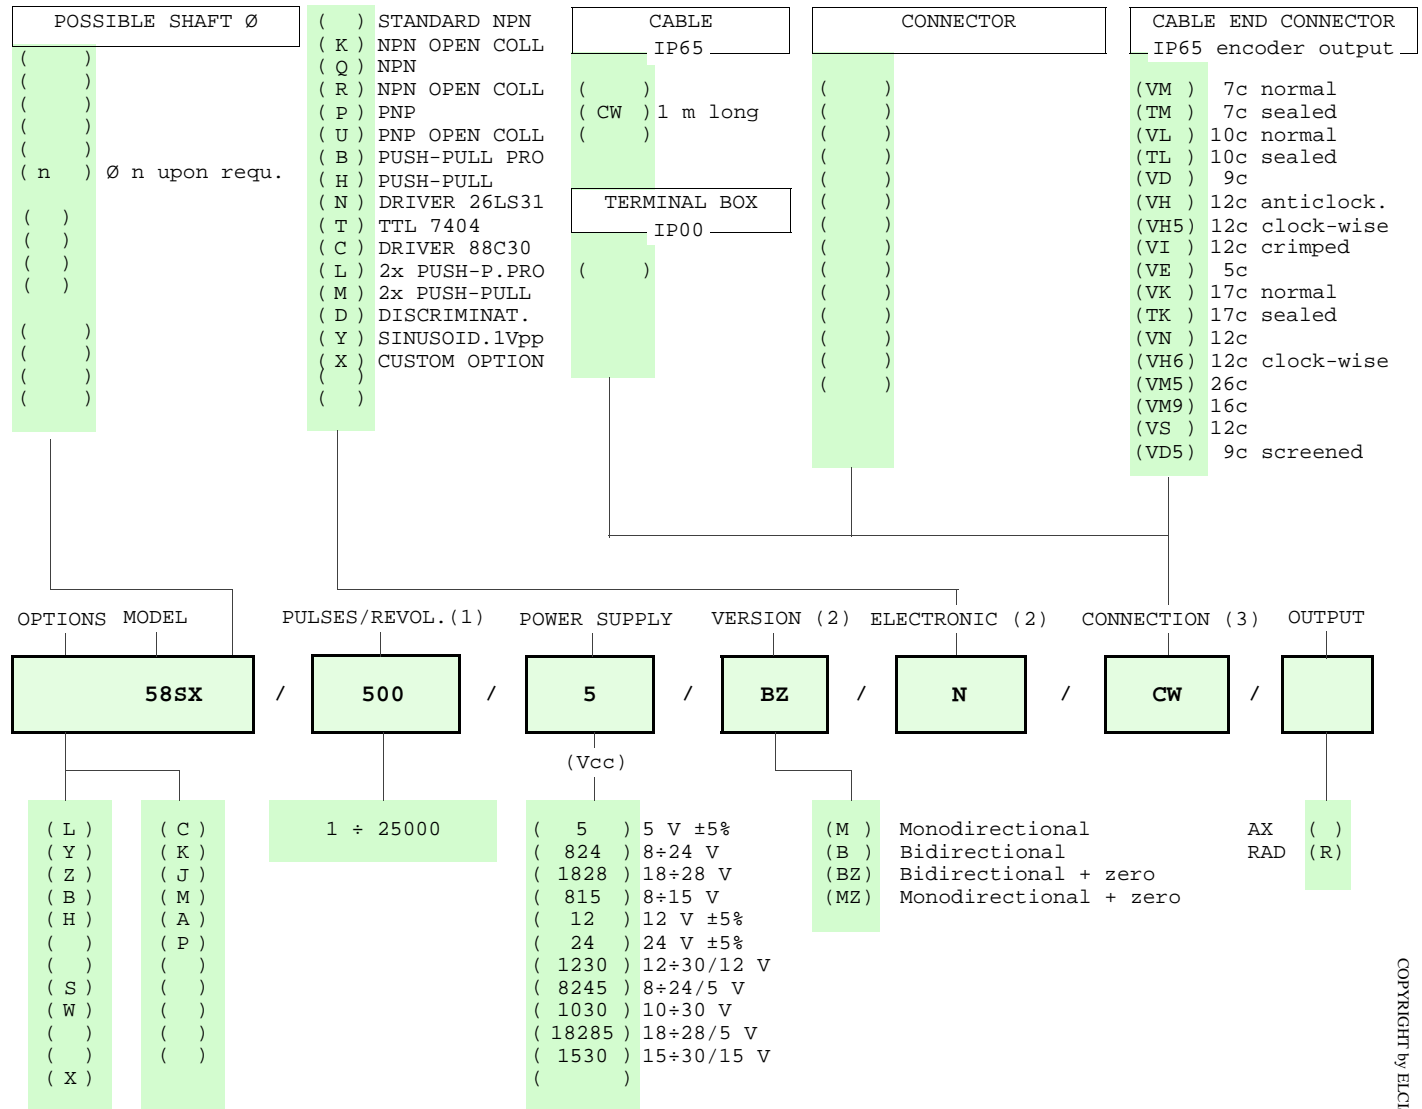 POSSIBLE SHAFT Ø
( )
( )
( )
( )
( )
( n ) Ø n upon requ.
( )
( )
( )
( )
( )
( )
( )
( )
( ) STANDARD NPN
( K ) NPN OPEN COLL
( Q ) NPN
( R ) NPN OPEN COLL
( P ) PNP
( U ) PNP OPEN COLL
( B ) PUSH-PULL PRO
( H ) PUSH-PULL
( N ) DRIVER 26LS31
( T ) TTL 7404
( C ) DRIVER 88C30
( L ) 2x PUSH-P.PRO
( M ) 2x PUSH-PULL
( D ) DISCRIMINAT.
( Y ) SINUSOID.1Vpp
( X ) CUSTOM OPTION
( )
( )
CABLE
IP65
( )
( CW ) 1 m long
( )
TERMINAL BOX
IP00
( )
CONNECTOR
( )
( )
( )
( )
( )
( )
( )
( )
( )
( )
( )
( )
( )
( )
CABLE END CONNECTOR
IP65 encoder output
(VM ) 7c normal
(TM ) 7c sealed
(VL ) 10c normal
(TL ) 10c sealed
(VD ) 9c
(VH ) 12c anticlock.
(VH5) 12c clock-wise
(VI ) 12c crimped
(VE ) 5c
(VK ) 17c normal
(TK ) 17c sealed
(VN ) 12c
(VH6) 12c clock-wise
(VM5) 26c
(VM9) 16c
(VS ) 12c
(VD5) 9c screened
OPTIONS MODEL PULSES/REVOL.(1) POWER SUPPLY VERSION (2) ELECTRONIC (2) CONNECTION (3) OUTPUT
58SX / 500 / 5 / BZ / N / CW /
(Vcc)
( L )
( Y )
( Z )
( B )
( H )
( )
( )
( S )
( W )
( )
( )
( X )
( C )
( K )
( J )
( M )
( A )
( P )
( )
( )
( )
( )
( )
1 ÷ 25000
( 5 ) 5 V ±5%
( 824 ) 8÷24 V
( 1828 ) 18÷28 V
( 815 ) 8÷15 V
( 12 ) 12 V ±5%
( 24 ) 24 V ±5%
( 1230 ) 12÷30/12 V
( 8245 ) 8÷24/5 V
( 1030 ) 10÷30 V
( 18285 ) 18÷28/5 V
( 1530 ) 15÷30/15 V
( )
(M ) Monodirectional
(B ) Bidirectional
(BZ) Bidirectional + zero
(MZ) Monodirectional + zero
AX ( )
RAD (R)
COPYRIGHT by ELCI